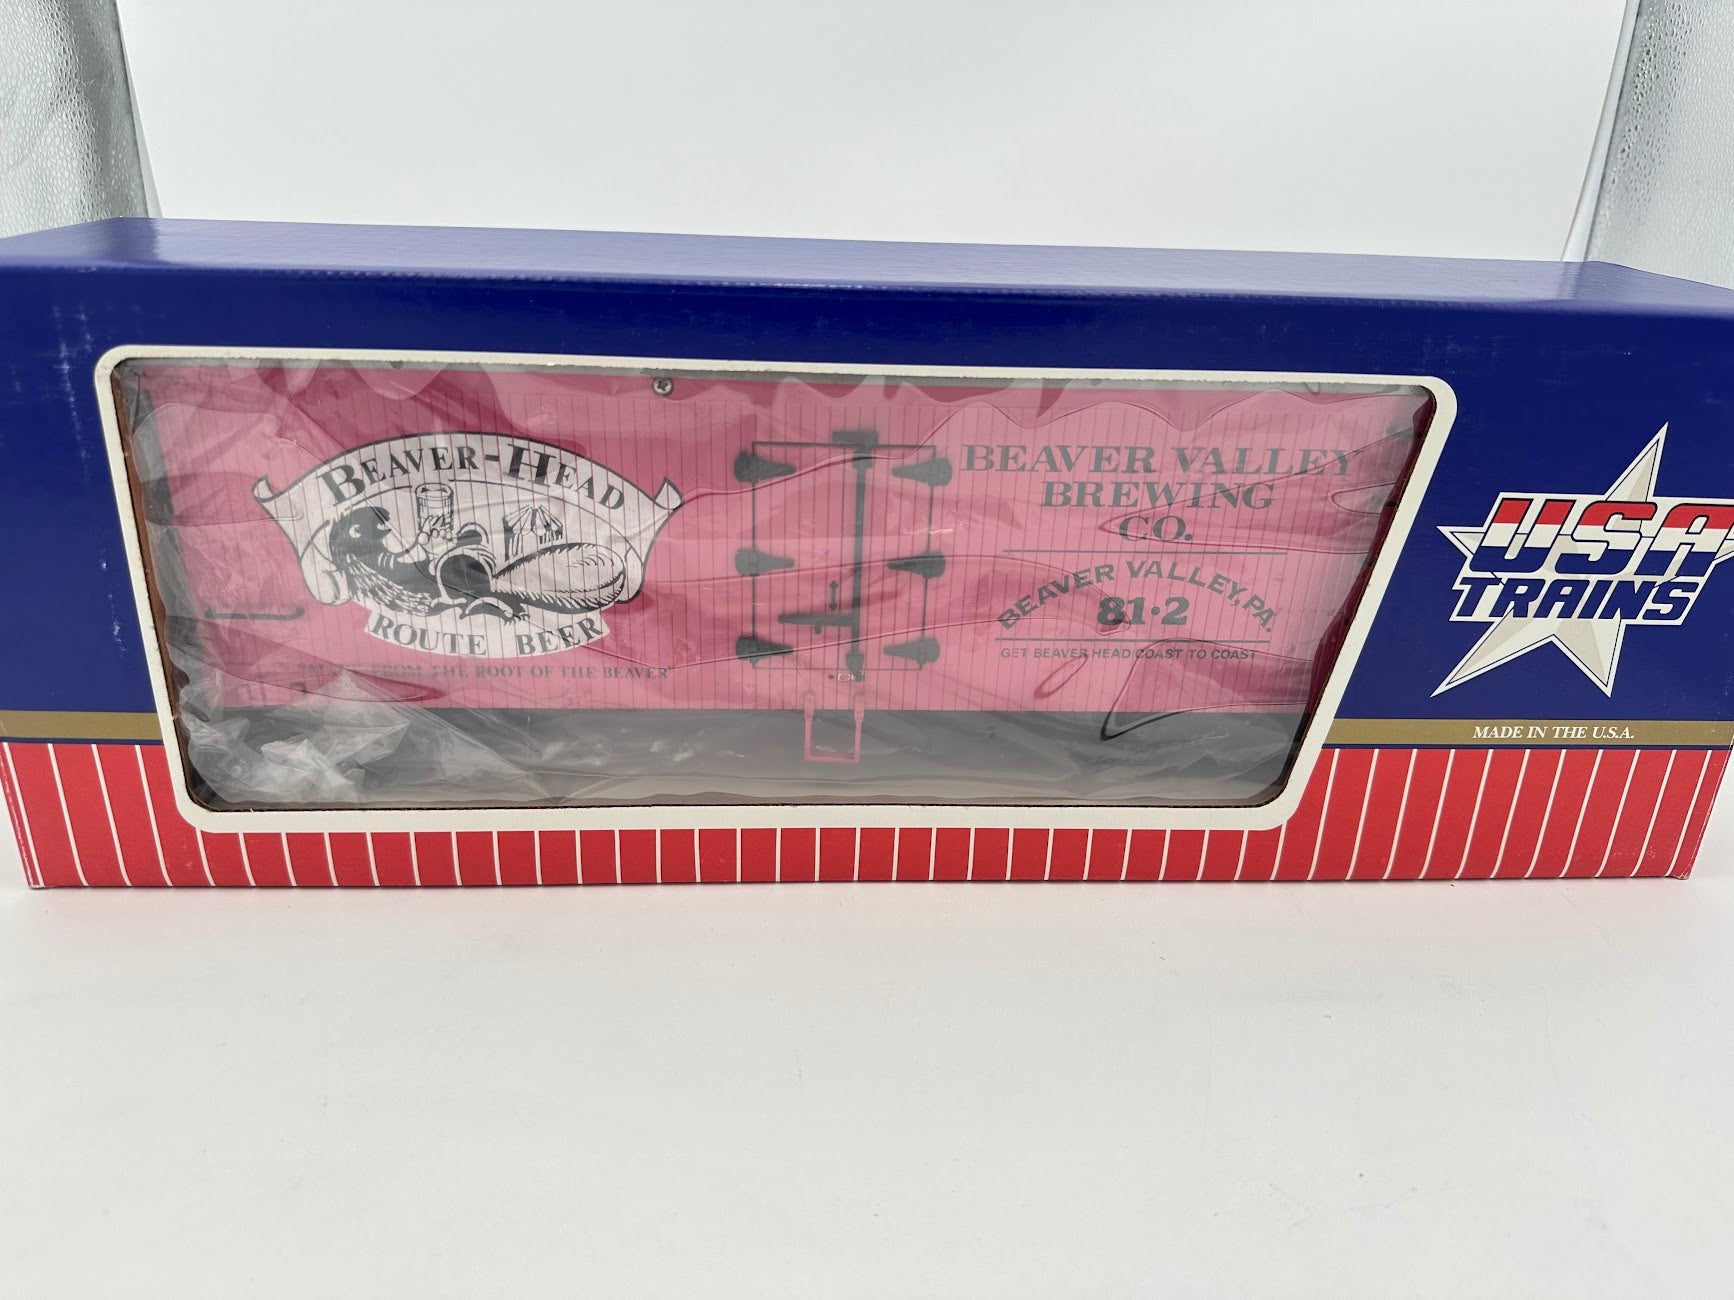 BEAVER-HEAD
ROUTE BEER
FROM THE ROOT OF THE BEAVER"
BEAVER VALLEY
BREWING
CO.
BEAVER VALLEY, PA.
81·2
GET BEAVER HEAD COAST TO COAST
USA
TRAINS
MADE IN THE U.S.A.